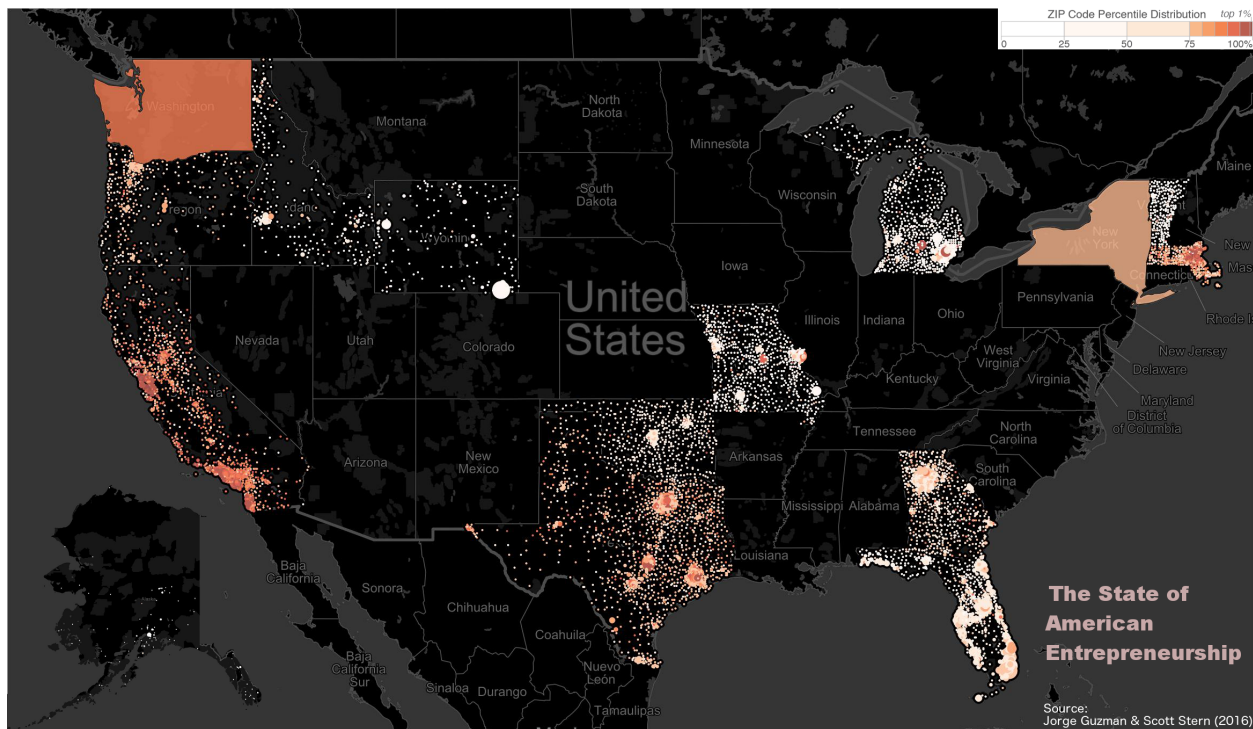 ZIP Code Percentile Distribution top 1%
0 25 50 75 100%
Washington
Montana
North
Dakota
Minnesota
Maine
Wisconsin
South
Dakota
New
York
New
Wyomin
Iowa
Connecticut
Mas
Pennsylvania
Rhode I
United
States
Nevada
Utah
Colorado
Illinois
Indiana
Ohio
New Jersey
West
Virginia
Delaware
Kentucky
Virginia
Maryland
District
of Columbia
Arizona
New
Mexico
Arkansas
Tennessee
North
Carolina
South
Carolina
Mississippi
Alabama
Louisiana
Baja
California
Sonora
Chihuahua
Coahuila
Baja
California
Sur
Sinaloa
Durango
Nuevo
León
Tamaulipas
The State of
American
Entrepreneurship
Source:
Jorge Guzman & Scott Stern (2016)